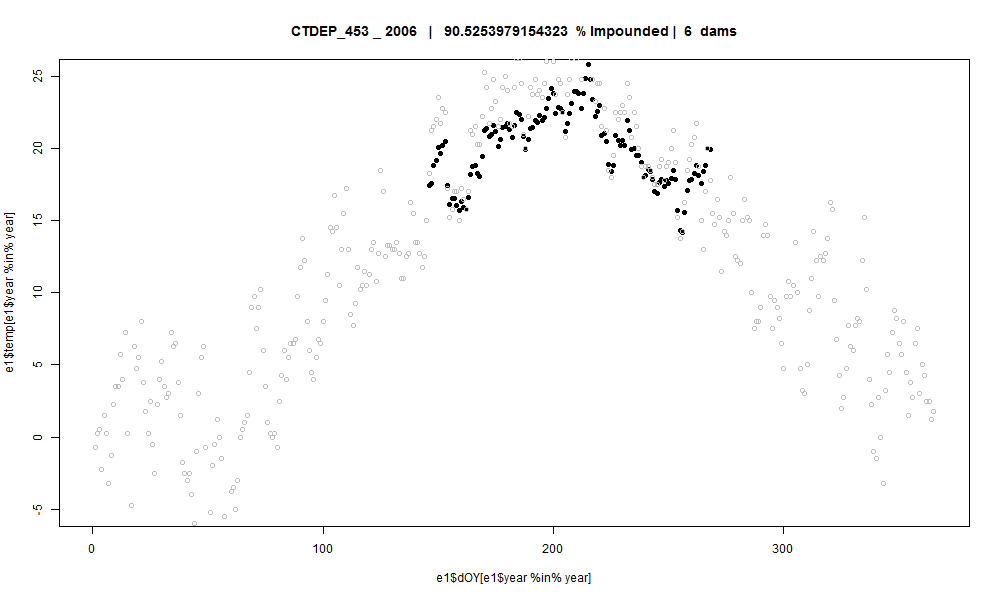 CTDEP_453 _ 2006 | 90.5253979154323 % Impounded | 6 dams
25
20
15
10
5
0
-5
e1$temp[e1$year %in% year]
0 100 200 300
e1$dOY[e1$year %in% year]